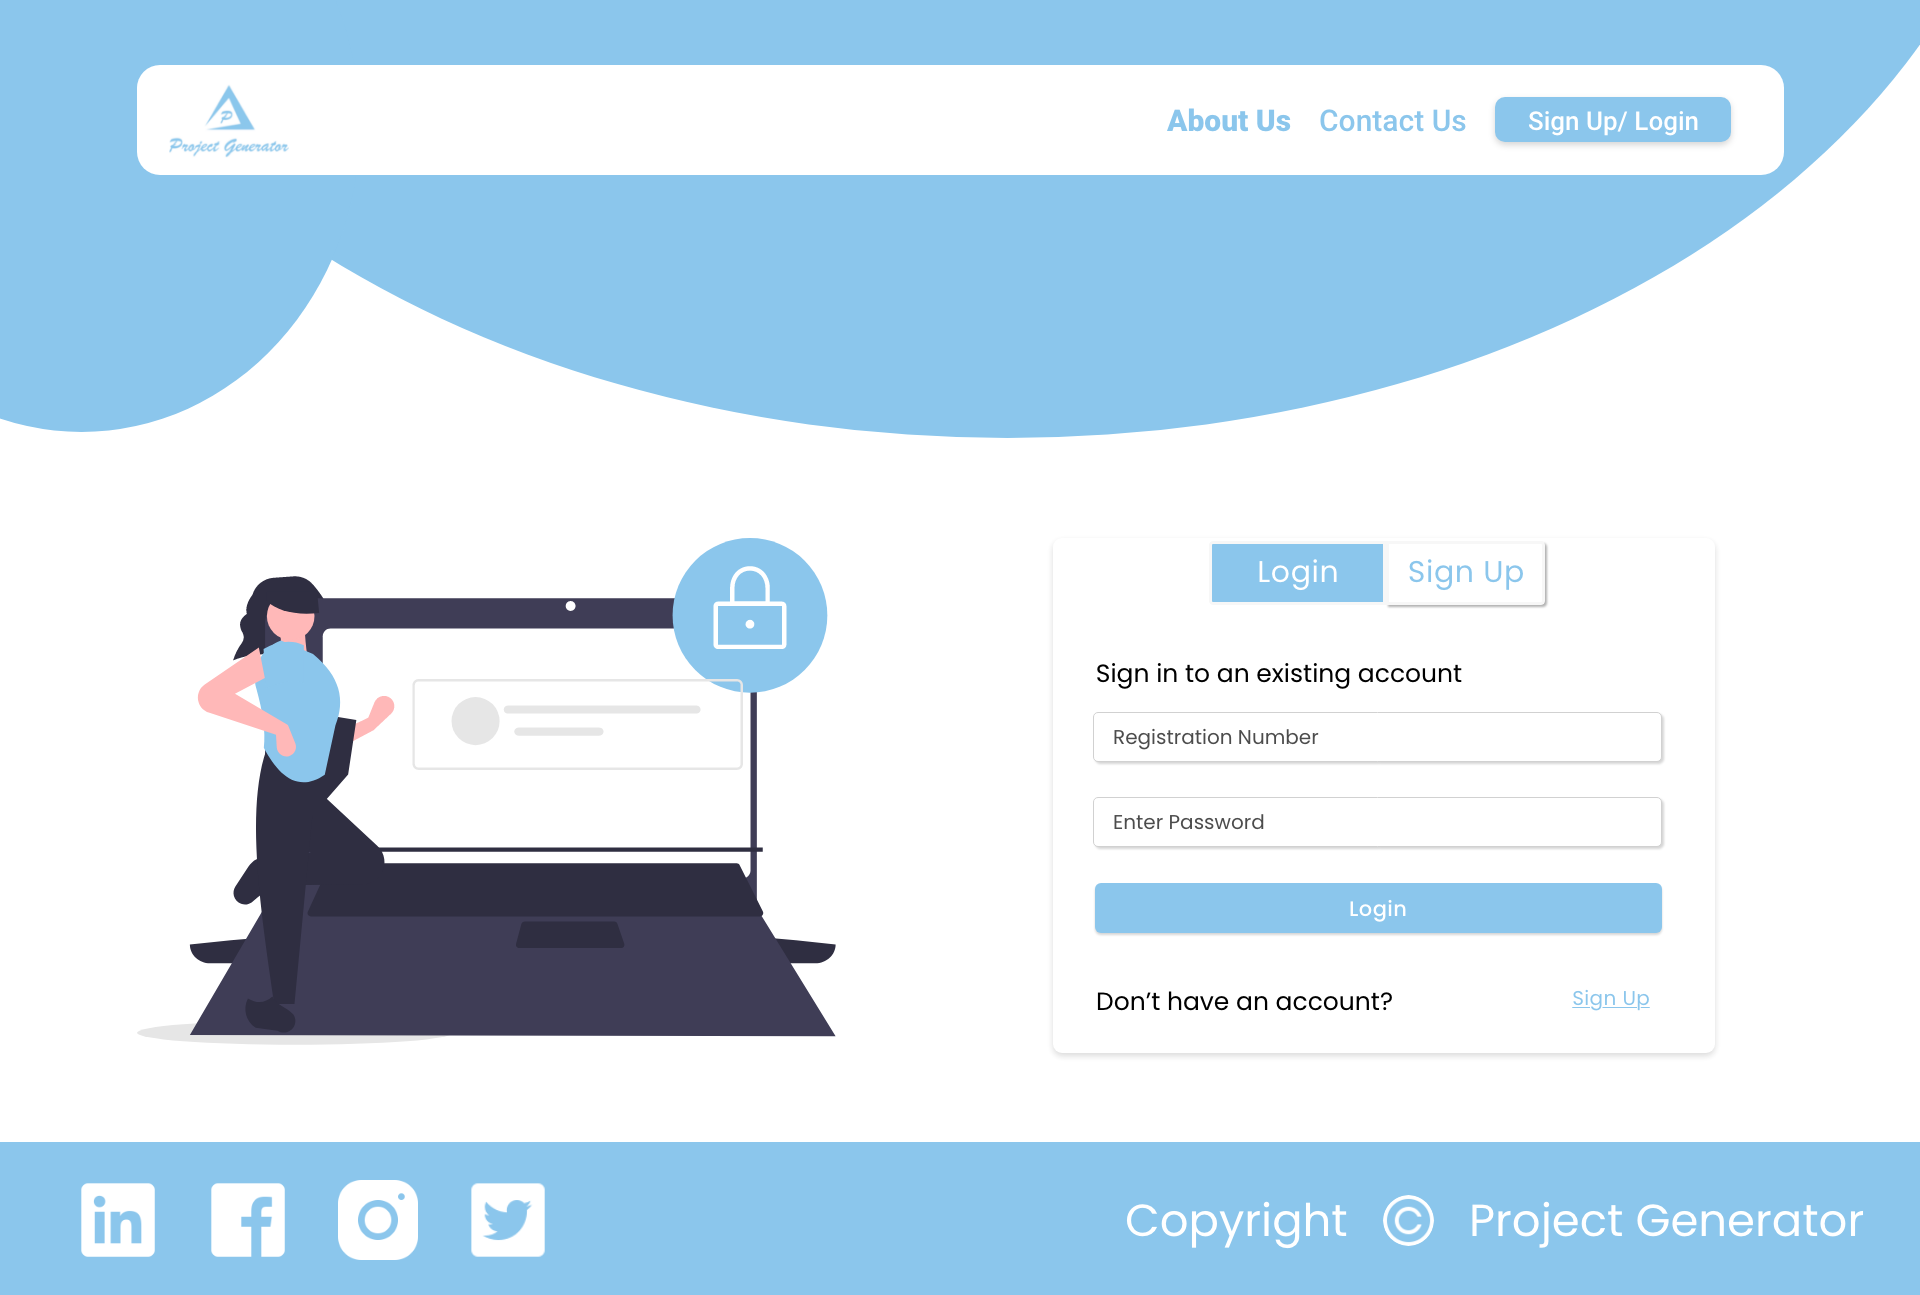 P
Project Generator
About Us Contact Us Sign Up/ Login
Login Sign Up
Sign in to an existing account
Registration Number
Enter Password
Login
Don’t have an account? Sign Up
in f Copyright © Project Generator